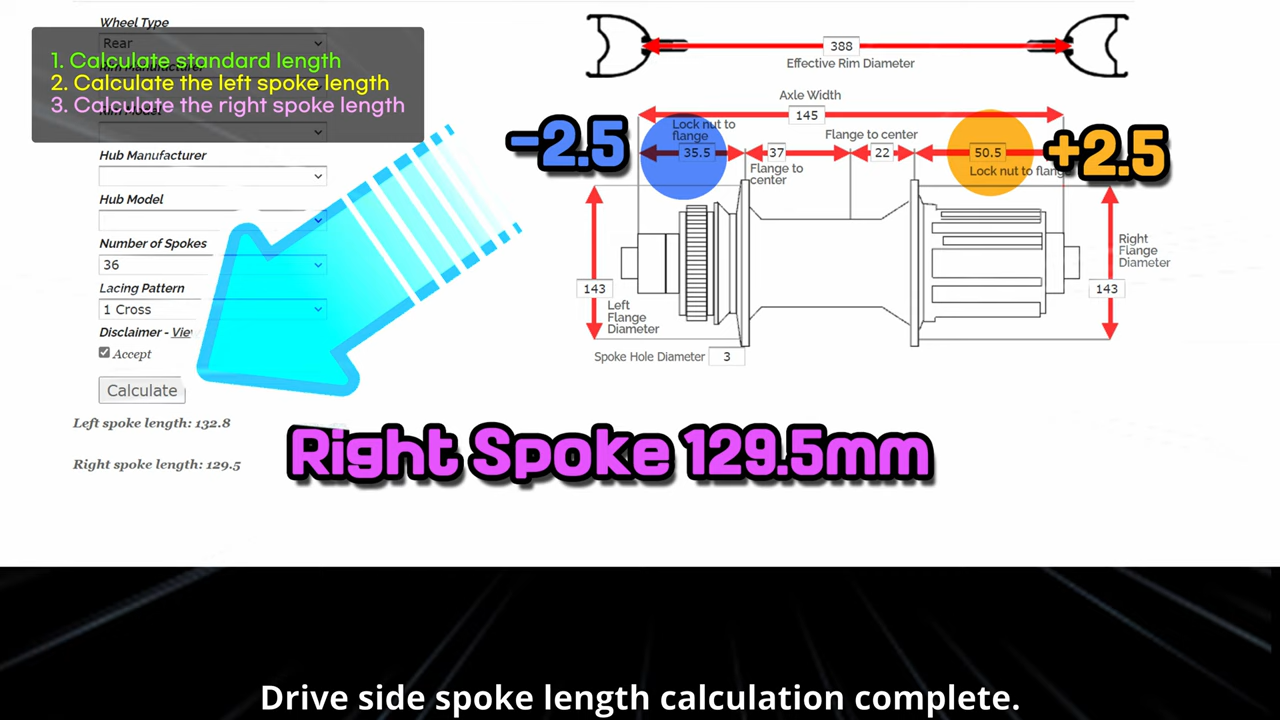 Wheel Type
Rear
1. Calculate standard length
2. Calculate the left spoke length
3. Calculate the right spoke length
Hub Manufacturer
Hub Model
Number of Spokes
36
Lacing Pattern
1 Cross
Disclaimer - View
Accept
Calculate
Left spoke length: 132.8
Right spoke length: 129.5
388
Effective Rim Diameter
Axle Width
145
-2.5
Lock nut to
flange
35.5
37
Flange to
center
Flange to center
22
50.5
Lock nut to flange
+2.5
143
Left
Flange
Diameter
Spoke Hole Diameter 3
Right
Flange
Diameter
143
Right Spoke 129.5mm
Drive side spoke length calculation complete.